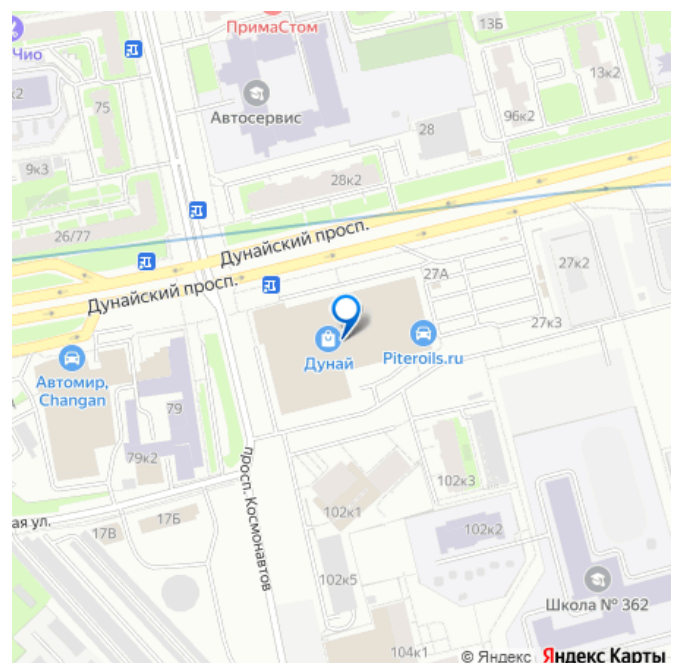 ПримаСтом
13Б
Чио
к2
75
Автосервис
13к2
96к2
28
9к3
28к2
26/77
Дунайский просп.
27А
27к2
Дунайский просп.
27к3
Дунай
Piteroils.ru
Автомир,
Changan
79
79к2
просп. Космонавтов
102к3
ая ул.
17В
17Б
102к1
102к2
102к5
Школа № 362
104к1
© Яндекс Яндекс Карты